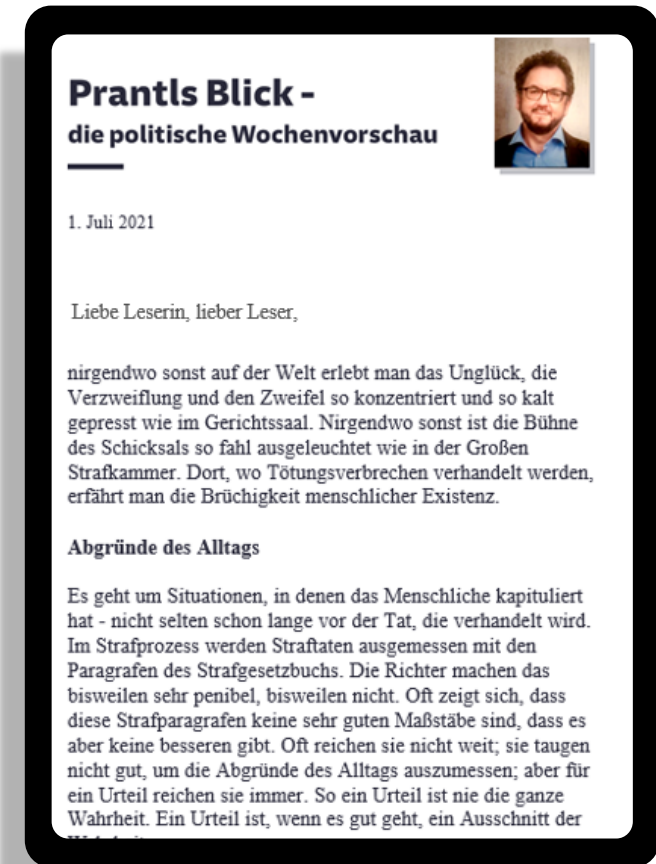 Prantls Blick -
die politische Wochenvorschau
1. Juli 2021
Liebe Leserin, lieber Leser,
nirgendwo sonst auf der Welt erlebt man das Unglück, die
Verzweiflung und den Zweifel so konzentriert und so kalt
gepresst wie im Gerichtssaal. Nirgendwo sonst ist die Bühne
des Schicksals so fahl ausgeleuchtet wie in der Großen
Strafkammer. Dort, wo Tötungsverbrechen verhandelt werden,
erfährt man die Brüchigkeit menschlicher Existenz.
Abgründe des Alltags
Es geht um Situationen, in denen das Menschliche kapituliert
hat - nicht selten schon lange vor der Tat, die verhandelt wird.
Im Strafprozess werden Straftaten ausgemessen mit den
Paragrafen des Strafgesetzbuchs. Die Richter machen das
bisweilen sehr penibel, bisweilen nicht. Oft zeigt sich, dass
diese Strafparagrafen keine sehr guten Maßstäbe sind, dass es
aber keine besseren gibt. Oft reichen sie nicht weit; sie taugen
nicht gut, um die Abgründe des Alltags auszumessen; aber für
ein Urteil reichen sie immer. So ein Urteil ist nie die ganze
Wahrheit. Ein Urteil ist, wenn es gut geht, ein Ausschnitt der